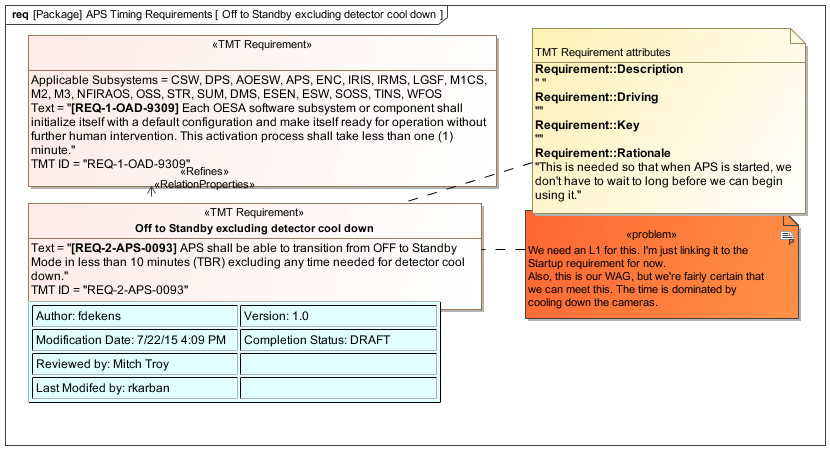 req [Package] APS Timing Requirements [ Off to Standby excluding detector cool down ]
«TMT Requirement»
Applicable Subsystems = CSW, DPS, AOESW, APS, ENC, IRIS, IRMS, LGSF, M1CS,
M2, M3, NFIRAOS, OSS, STR, SUM, DMS, ESEN, ESW, SOSS, TINS, WFOS
Text = "[REQ-1-OAD-9309] Each OESA software subsystem or component shall
initialize itself with a default configuration and make itself ready for operation without
further human intervention. This activation process shall take less than one (1)
minute."
TMT ID = "REQ-1-OAD-9309"
«Refines»
«RelationProperties»
«TMT Requirement»
Off to Standby excluding detector cool down
Text = "[REQ-2-APS-0093] APS shall be able to transition from OFF to Standby
Mode in less than 10 minutes (TBR) excluding any time needed for detector cool
down."
TMT ID = "REQ-2-APS-0093"
Author: fdekens
Version: 1.0
Modification Date: 7/22/15 4:09 PM
Completion Status: DRAFT
Reviewed by: Mitch Troy
Last Modifed by: rkarban
TMT Requirement attributes
Requirement::Description
" "
Requirement::Driving
""
Requirement::Key
""
Requirement::Rationale
"This is needed so that when APS is started, we
don't have to wait to long before we can begin
using it."
«problem»
We need an L1 for this. I'm just linking it to the
Startup requirement for now.
Also, this is our WAG, but we're fairly certain that
we can meet this. The time is dominated by
cooling down the cameras.